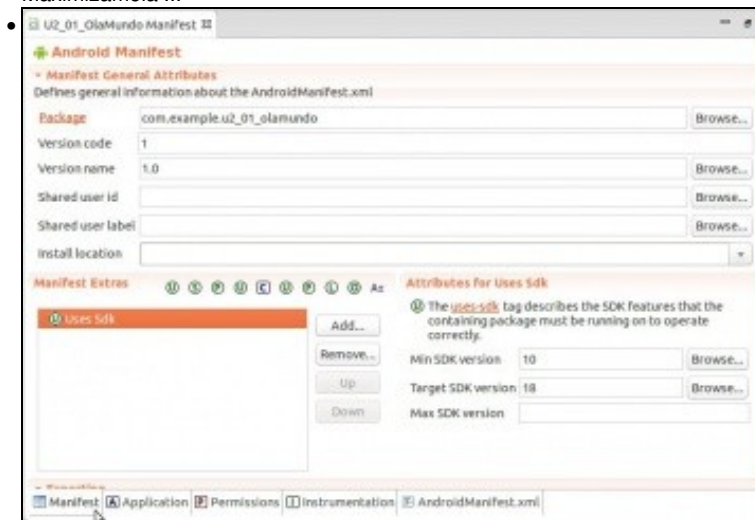 U2_01_OlaMundo Manifest
Android Manifest
Manifest General Attributes
Defines general information about the AndroidManifest.xml
Package com.example.u2_01_olamundo Browse...
Version code 1
Version name 1.0 Browse...
Shared user id Browse...
Shared user label Browse...
Install location
Manifest Extras U S P U C U P L Az
Attributes for Uses Sdk
U Uses Sdk
Add...
Remove...
Up
Down
U The uses-sdk tag describes the SDK features that the
containing package must be running on to operate
correctly.
Min SDK version 10 Browse...
Target SDK version 18 Browse...
Max SDK version
Manifest A Application P Permissions I Instrumentation AndroidManifest.xml